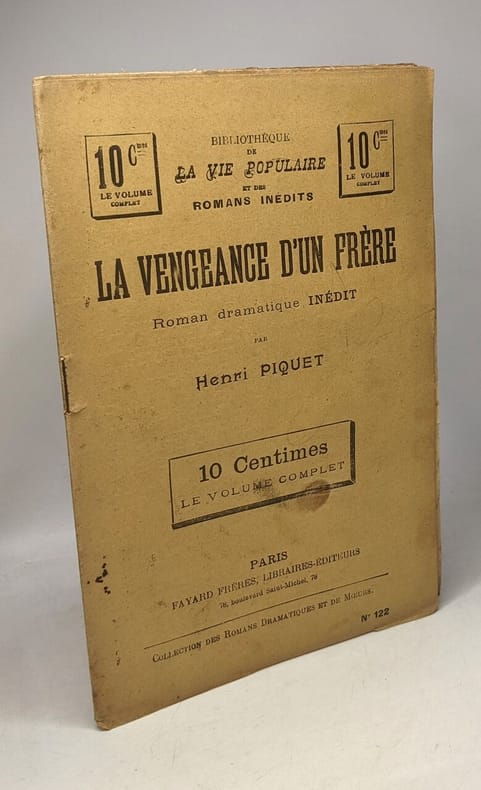 BIBLIOTHÈQUE
DE
LA VIE POPULAIRE
ET DES
ROMANS INÉDITS
10 Cmes
LE VOLUME
COMPLET
10 Cmes
LE VOLUME
COMPLET
LA VENGEANCE D'UN FRÈRE
Roman dramatique INÉDIT
PAR
Henri PIQUET
10 Centimes
LE VOLUME COMPLET
PARIS
FAYARD FRÈRES, LIBRAIRES-ÉDITEURS
78, boulevard Saint-Michel, 78
COLLECTION DES ROMANS DRAMATIQUES ET DE MŒURS.
N° 122